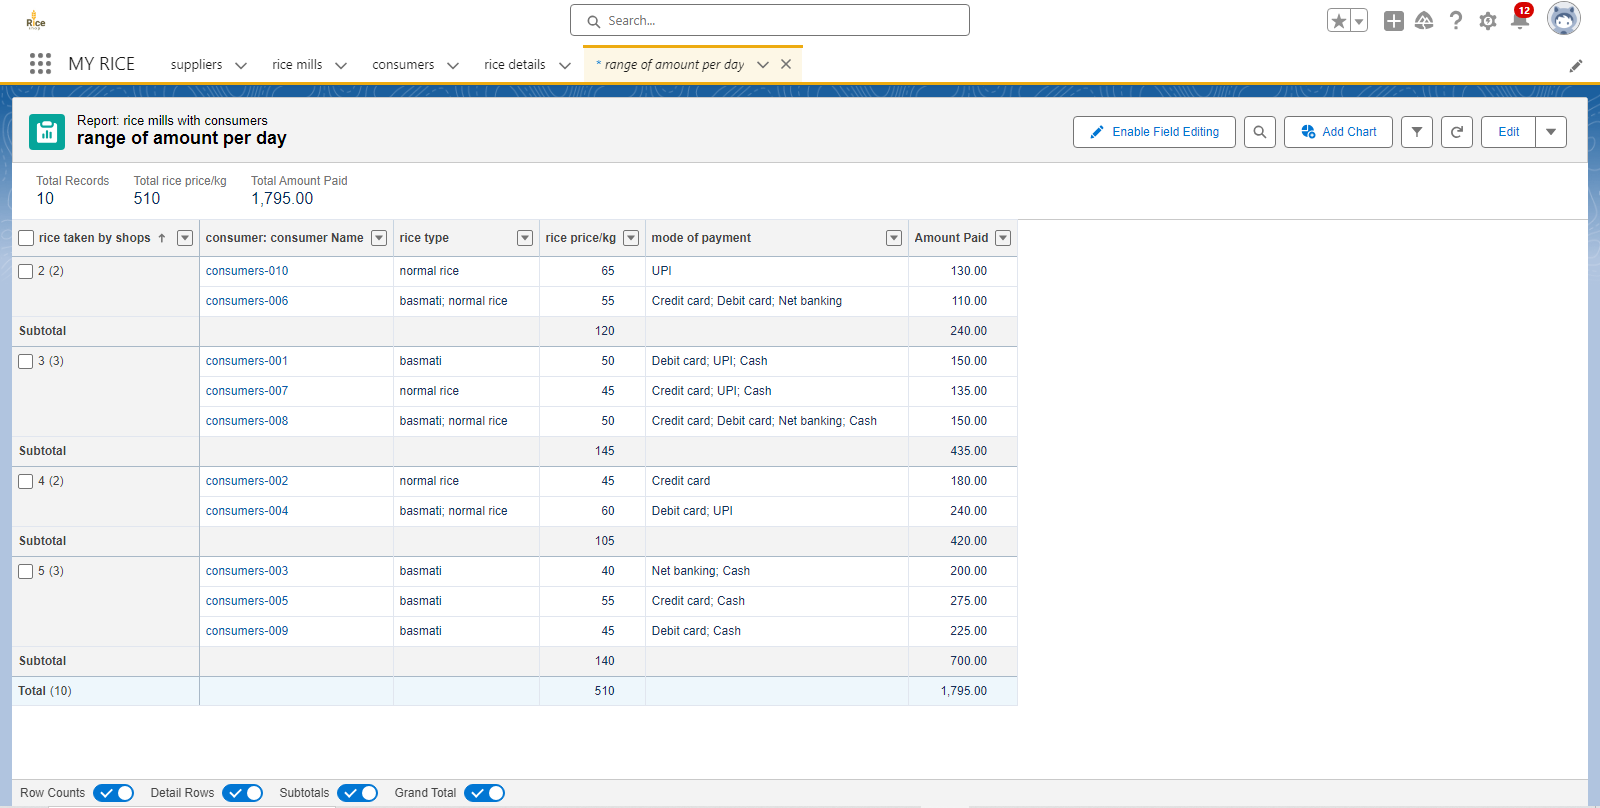 Rice
Search...
12
MY RICE suppliers rice mills consumers rice details * range of amount per day
Report: rice mills with consumers
range of amount per day
Enable Field Editing Add Chart Edit
Total Records Total rice price/kg Total Amount Paid
10 510 1,795.00
rice taken by shops ↑ consumer: consumer Name rice type rice price/kg mode of payment Amount Paid
2 (2) consumers-010 normal rice 65 UPI 130.00
consumers-006 basmati; normal rice 55 Credit card; Debit card; Net banking 110.00
Subtotal 120 240.00
3 (3) consumers-001 basmati 50 Debit card; UPI; Cash 150.00
consumers-007 normal rice 45 Credit card; UPI; Cash 135.00
consumers-008 basmati; normal rice 50 Credit card; Debit card; Net banking; Cash 150.00
Subtotal 145 435.00
4 (2) consumers-002 normal rice 45 Credit card 180.00
consumers-004 basmati; normal rice 60 Debit card; UPI 240.00
Subtotal 105 420.00
5 (3) consumers-003 basmati 40 Net banking; Cash 200.00
consumers-005 basmati 55 Credit card; Cash 275.00
consumers-009 basmati 45 Debit card; Cash 225.00
Subtotal 140 700.00
Total (10) 510 1,795.00
Row Counts Detail Rows Subtotals Grand Total